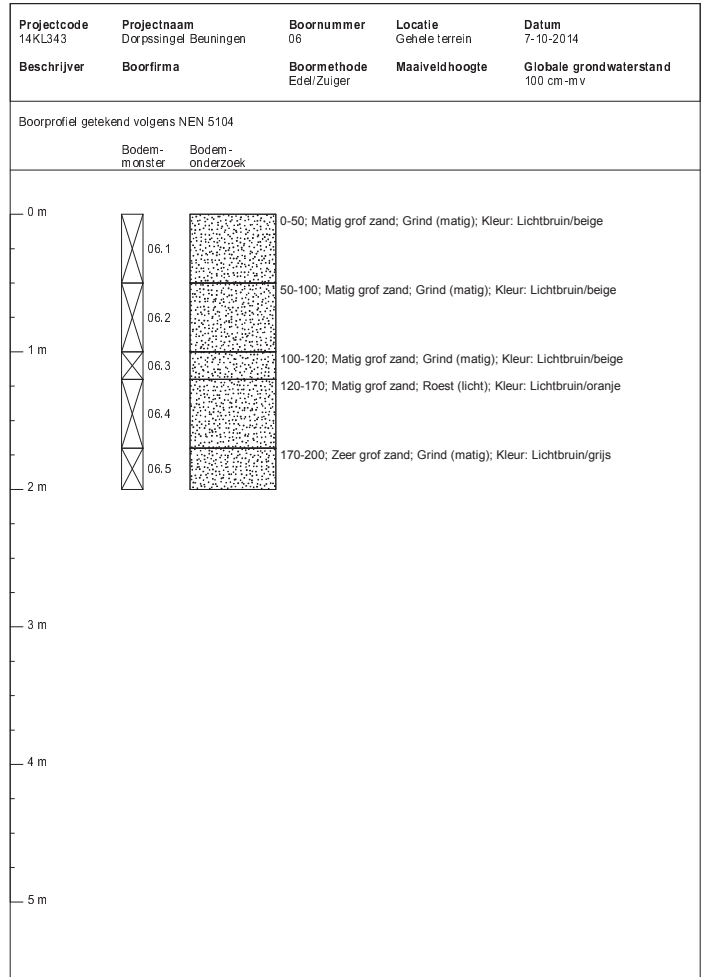 Projectcode Projectnaam Boornummer Locatie Datum
14KL343 Dorpssingel Beuningen 06 Gehele terrein 7-10-2014
Beschrijver Boorfirma Boormethode Maaiveldhoogte Globale grondwaterstand
Edel/Zuiger 100 cm-mv
Boorprofiel getekend volgens NEN 5104
Bodem- Bodem-
monster onderzoek
0 m
0-50; Matig grof zand; Grind (matig); Kleur: Lichtbruin/beige
06.1
50-100; Matig grof zand; Grind (matig); Kleur: Lichtbruin/beige
06.2
1 m
100-120; Matig grof zand; Grind (matig); Kleur: Lichtbruin/beige
06.3
120-170; Matig grof zand; Roest (licht); Kleur: Lichtbruin/oranje
06.4
170-200; Zeer grof zand; Grind (matig); Kleur: Lichtbruin/grijs
06.5
2 m
3 m
4 m
5 m